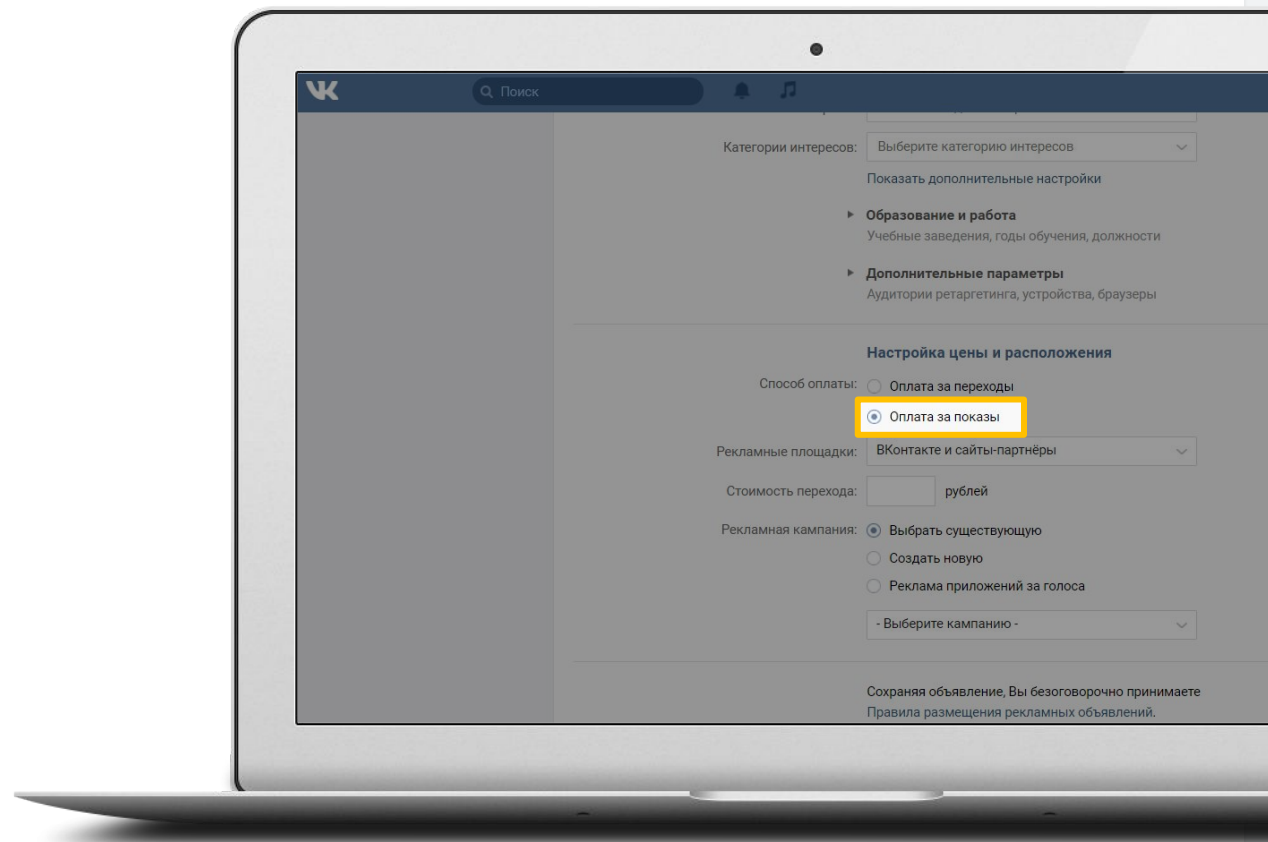 Поиск
Категории интересов: Выберите категорию интересов
Показать дополнительные настройки
Образование и работа
Учебные заведения, годы обучения, должности
Дополнительные параметры
Аудитории ретаргетинга, устройства, браузеры
Настройка цены и расположения
Способ оплаты: Оплата за переходы
Оплата за показы
Рекламные площадки: ВКонтакте и сайты-партнёры
Стоимость перехода: рублей
Рекламная кампания: Выбрать существующую
Создать новую
Реклама приложений за голоса
- Выберите кампанию -
Сохраняя объявление, Вы безоговорочно принимаете
Правила размещения рекламных объявлений.